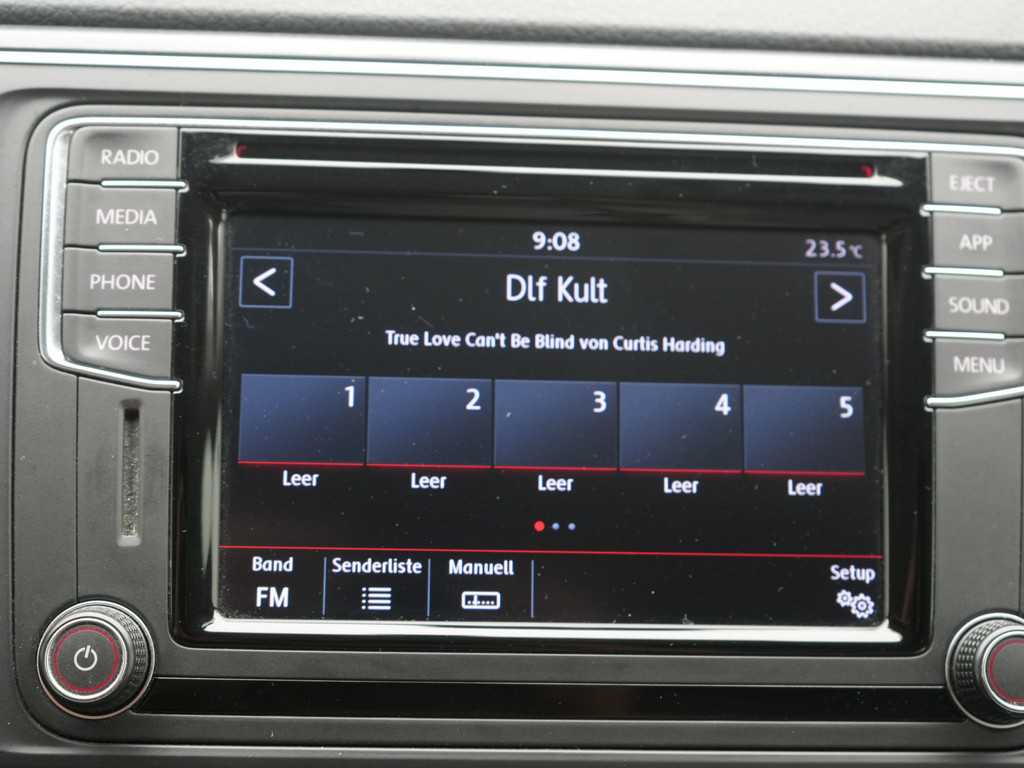 RADIO
MEDIA
PHONE
VOICE
9:08
23.5°C
<
Dlf Kult
>
True Love Can't Be Blind von Curtis Harding
1 2 3 4 5
Leer Leer Leer Leer Leer
Band Senderliste Manuell Setup
FM
EJECT
APP
SOUND
MENU